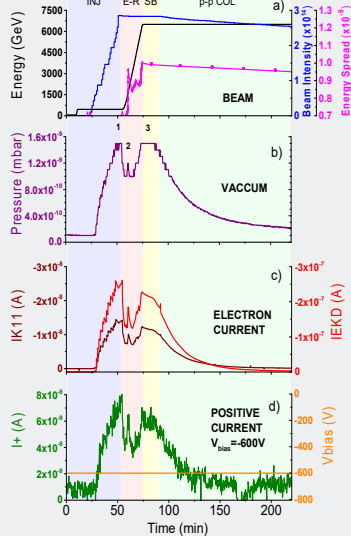 INJ E-R SB p-p COL
a)
7500
6000
4500
3000
1500
0
Energy (GeV)
BEAM
3
2
1
0
Beam Intensity (x10¹⁴)
1.3
1.2
1.1
1.0
0.9
0.8
0.7
Energy Spread (x10⁻⁹)
1
2
3
b)
1.6x10⁻⁹
1.2x10⁻⁹
8.0x10⁻¹⁰
4.0x10⁻¹⁰
0.0
Pressure (mbar)
VACCUM
c)
-3x10⁻⁸
-2x10⁻⁸
-1x10⁻⁸
0
IK11 (A)
ELECTRON
CURRENT
-3x10⁻⁷
-2x10⁻⁷
-1x10⁻⁷
0
IEKD (A)
d)
8x10⁻⁹
6x10⁻⁹
4x10⁻⁹
2x10⁻⁹
0
I+ (A)
POSITIVE
CURRENT
V_bias=-600V
0
-200
-400
-600
-800
Vbias (V)
0 50 100 150 200
Time (min)